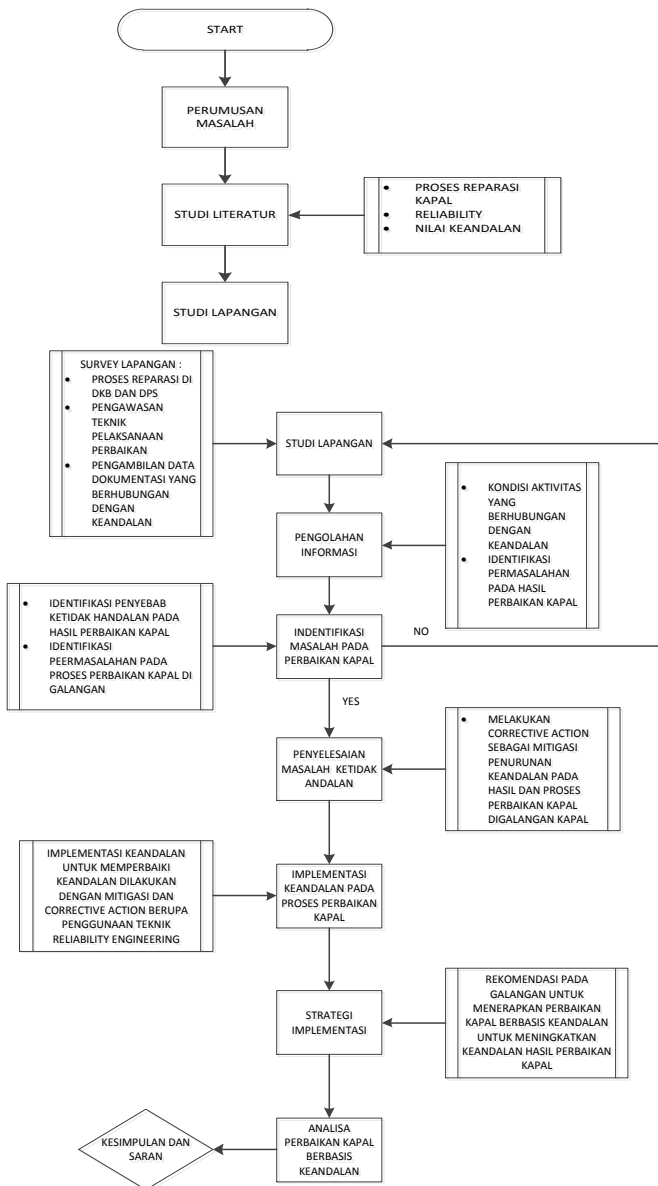 START
PERUMUSAN
MASALAH
STUDI LITERATUR
• PROSES REPARASI
KAPAL
• RELIABILITY
• NILAI KEANDALAN
STUDI LAPANGAN
SURVEY LAPANGAN :
• PROSES REPARASI DI
DKB DAN DPS
• PENGAWASAN
TEKNIK
PELAKSANAAN
PERBAIKAN
• PENGAMBILAN DATA
DOKUMENTASI YANG
BERHUBUNGAN
DENGAN
KEANDALAN
STUDI LAPANGAN
PENGOLAHAN
INFORMASI
• KONDISI AKTIVITAS
YANG
BERHUBUNGAN
DENGAN
KEANDALAN
• IDENTIFIKASI
PERMASALAHAN
PADA HASIL
PERBAIKAN KAPAL
• IDENTIFIKASI PENYEBAB
KETIDAK HANDALAN PADA
HASIL PERBAIKAN KAPAL
• IDENTIFIKASI
PEERMASALAHAN PADA
PROSES PERBAIKAN KAPAL DI
GALANGAN
INDENTIFIKASI
MASALAH PADA
PERBAIKAN KAPAL
NO
YES
PENYELESAIAN
MASALAH KETIDAK
ANDALAN
• MELAKUKAN
CORRECTIVE ACTION
SEBAGAI MITIGASI
PENURUNAN
KEANDALAN PADA
HASIL DAN PROSES
PERBAIKAN KAPAL
DIGALANGAN KAPAL
IMPLEMENTASI KEANDALAN
UNTUK MEMPERBAIKI
KEANDALAN DILAKUKAN
DENGAN MITIGASI DAN
CORRECTIVE ACTION BERUPA
PENGGUNAAN TEKNIK
RELIABILITY ENGINEERING
IMPLEMENTASI
KEANDALAN PADA
PROSES PERBAIKAN
KAPAL
STRATEGI
IMPLEMENTASI
REKOMENDASI PADA
GALANGAN UNTUK
MENERAPKAN PERBAIKAN
KAPAL BERBASIS KEANDALAN
UNTUK MENINGKATKAN
KEANDALAN HASIL PERBAIKAN
KAPAL
KESIMPULAN DAN
SARAN
ANALISA
PERBAIKAN KAPAL
BERBASIS
KEANDALAN